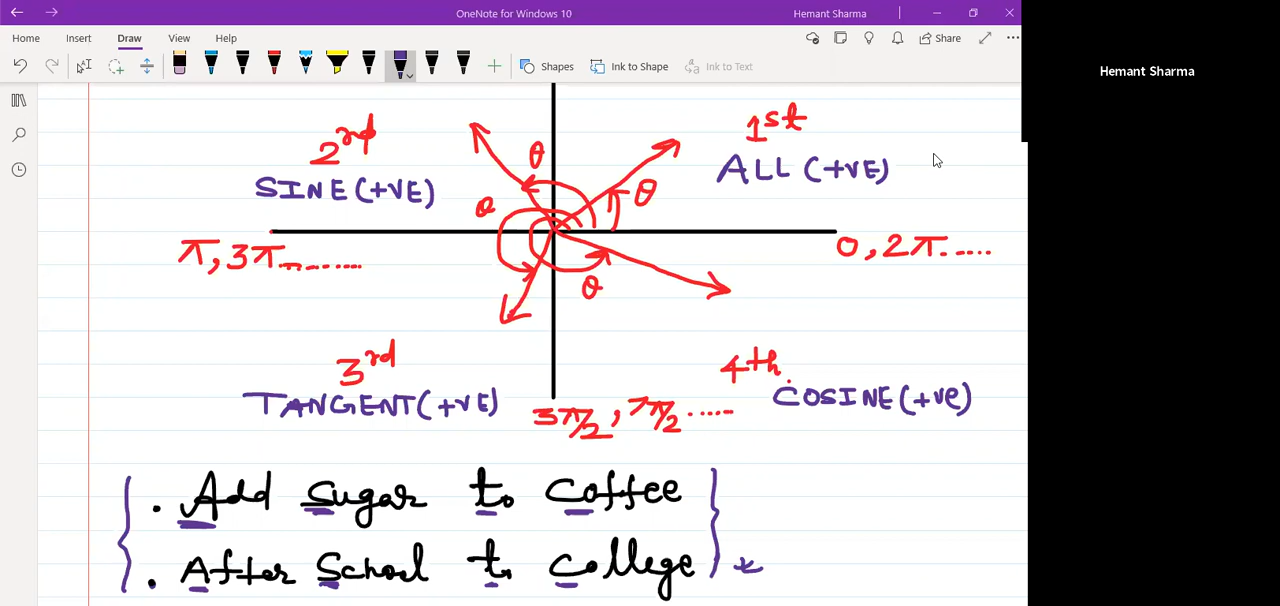 OneNote for Windows 10
Hemant Sharma
Home Insert Draw View Help
Share
Shapes Ink to Shape Ink to Text
Hemant Sharma
2rd
SINE (+VE)
1st
ALL (+VE)
θ
θ
θ
θ
π, 3π.........
0, 2π.....
3rd
TANGENT (+VE)
4th.
COSINE (+ve)
3π/2, 7π/2 .....
{ . Add sugar to coffee }
. After School to College *